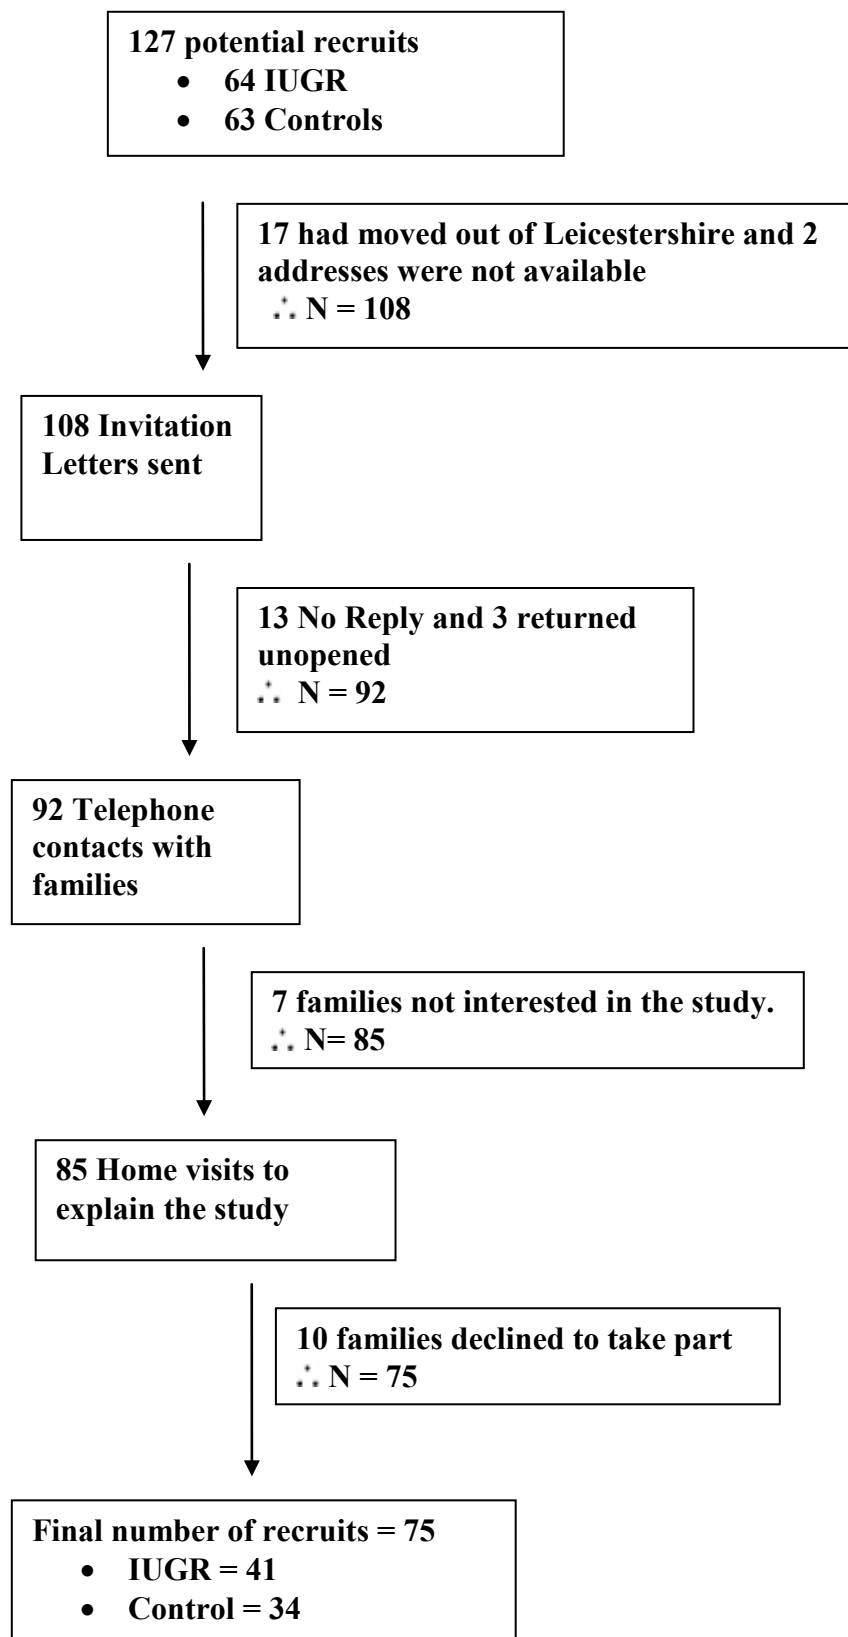 127 potential recruits
• 64 IUGR
• 63 Controls
17 had moved out of Leicestershire and 2
addresses were not available
∴ N = 108
108 Invitation
Letters sent
13 No Reply and 3 returned
unopened
∴ N = 92
92 Telephone
contacts with
families
7 families not interested in the study.
∴ N= 85
85 Home visits to
explain the study
10 families declined to take part
∴ N = 75
Final number of recruits = 75
• IUGR = 41
• Control = 34